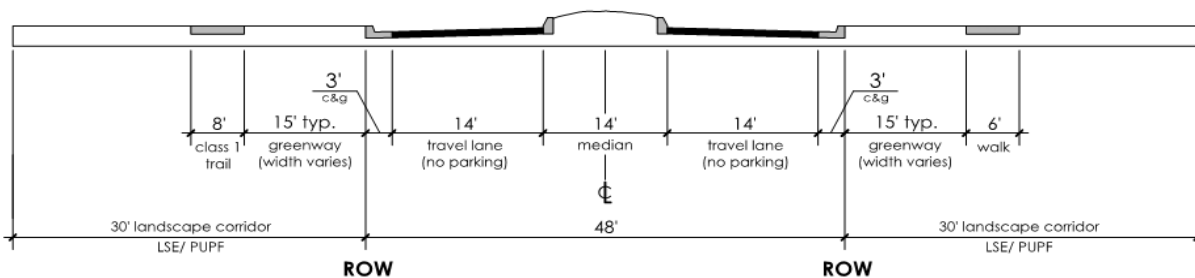 3'
c&g
3'
c&g
8'
15' typ.
14'
14'
14'
15' typ.
6'
class 1
trail
greenway
(width varies)
travel lane
(no parking)
median
travel lane
(no parking)
greenway
(width varies)
walk
℄
30' landscape corridor
48'
30' landscape corridor
LSE/ PUPF
LSE/ PUPF
ROW
ROW